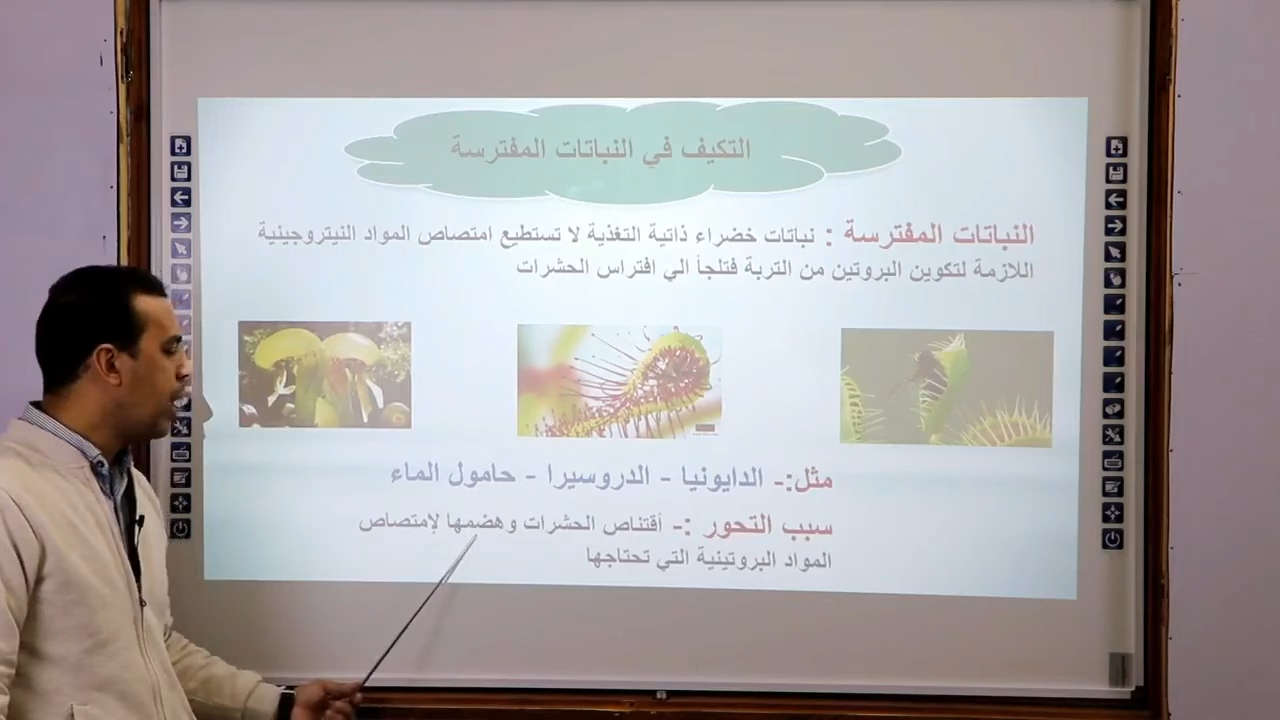 التكيف في النباتات المفترسة
النباتات المفترسة : نباتات خضراء ذاتية التغذية لا تستطيع امتصاص المواد النيتروجينية
اللازمة لتكوين البروتين من التربة فتلجأ الي افتراس الحشرات
مثل:- الدايونيا - الدروسيرا - حامول الماء
سبب التحور :- أقتناص الحشرات وهضمها لإمتصاص
المواد البروتينية التي تحتاجها